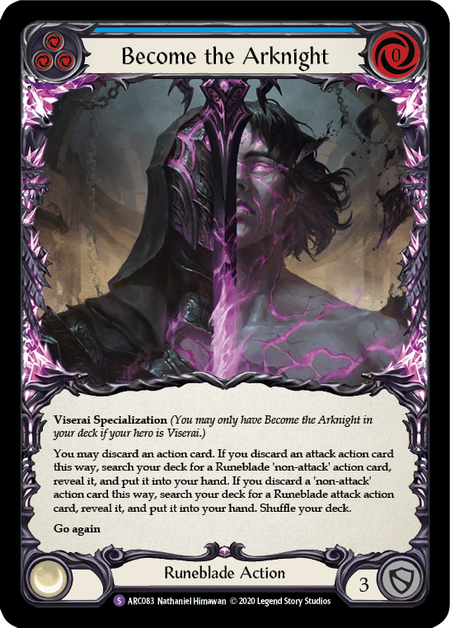 Become the Arknight
0
Viserai Specialization (You may only have Become the Arknight in
your deck if your hero is Viserai.)
You may discard an action card. If you discard an attack action card
this way, search your deck for a Runeblade 'non-attack' action card,
reveal it, and put it into your hand. If you discard a 'non-attack'
action card this way, search your deck for a Runeblade attack action
card, reveal it, and put it into your hand. Shuffle your deck.
Go again
Runeblade Action
3
S ARC083 Nathaniel Himawan © 2020 Legend Story Studios